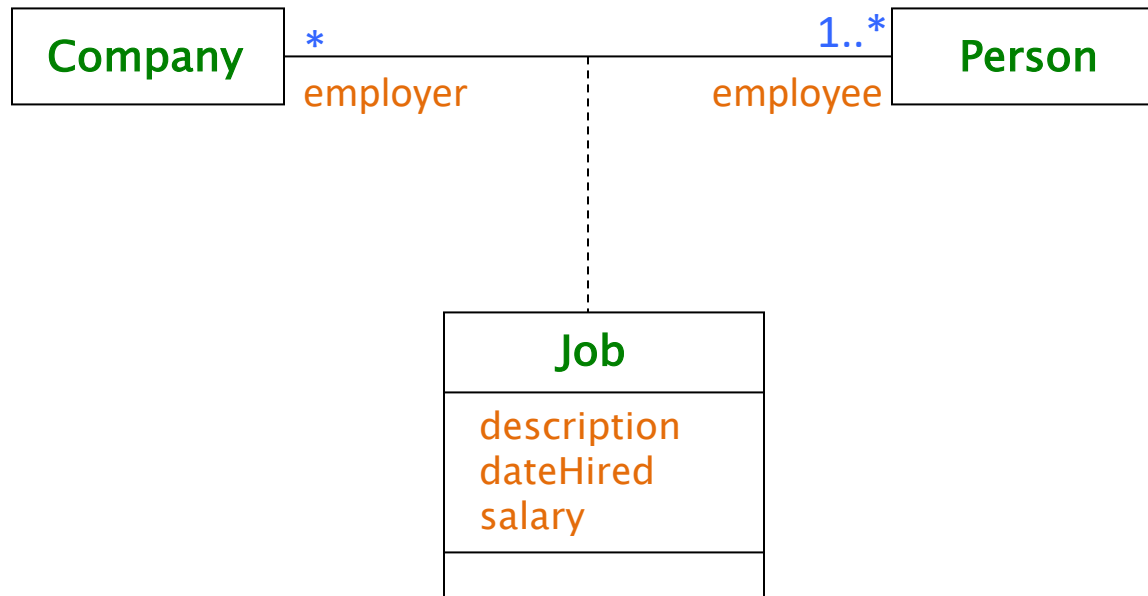 Company
*
1..*
Person
employer
employee
Job
description
dateHired
salary